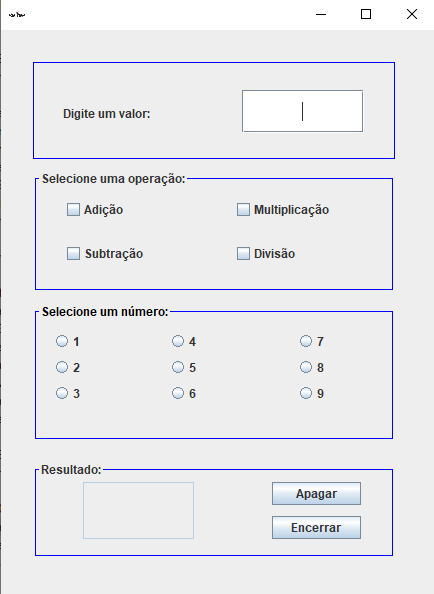 Digite um valor:
Selecione uma operação:
Adição Multiplicação
Subtração Divisão
Selecione um número:
1 4 7
2 5 8
3 6 9
Resultado:
Apagar
Encerrar